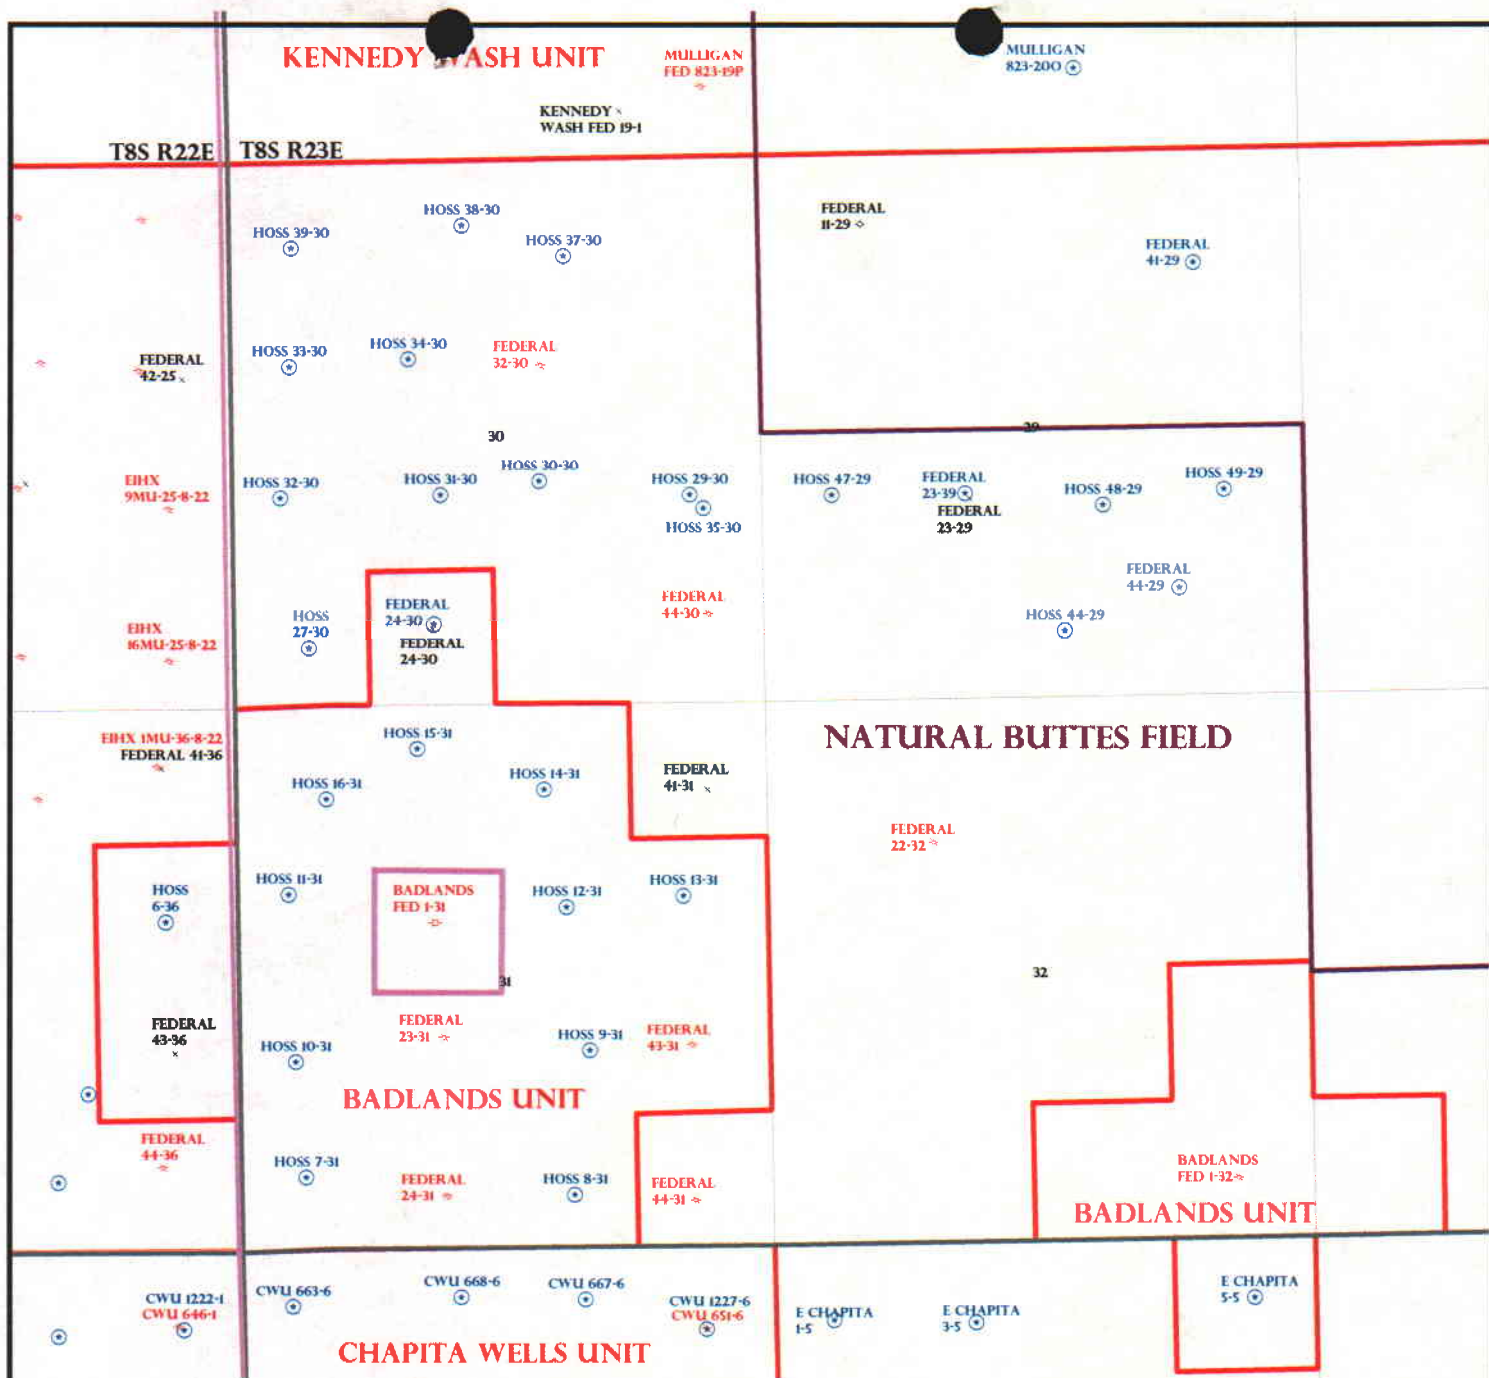 KENNEDY WASH UNIT
MULLIGAN
FED 823-19P
MULLIGAN
823-20O
KENNEDY
WASH FED 19-1
T8S R22E
T8S R23E
HOSS 38-30
HOSS 39-30
HOSS 37-30
FEDERAL
11-29
FEDERAL
41-29
FEDERAL
42-25
HOSS 33-30
HOSS 34-30
FEDERAL
32-30
30
29
EIHX
9MU-25-8-22
HOSS 32-30
HOSS 31-30
HOSS 30-30
HOSS 29-30
HOSS 35-30
HOSS 47-29
FEDERAL
23-39
FEDERAL
23-29
HOSS 48-29
HOSS 49-29
FEDERAL
44-29
HOSS 44-29
EIHX
16MU-25-8-22
HOSS
27-30
FEDERAL
24-30
FEDERAL
24-30
FEDERAL
44-30
EIHX 1MU-36-8-22
FEDERAL 41-36
HOSS 15-31
HOSS 16-31
HOSS 14-31
FEDERAL
41-31
NATURAL BUTTES FIELD
FEDERAL
22-32
HOSS
6-36
HOSS 11-31
BADLANDS
FED 1-31
HOSS 12-31
HOSS 13-31
31
32
FEDERAL
43-36
HOSS 10-31
FEDERAL
23-31
HOSS 9-31
FEDERAL
43-31
BADLANDS UNIT
FEDERAL
44-36
HOSS 7-31
FEDERAL
24-31
HOSS 8-31
FEDERAL
44-31
BADLANDS
FED 1-32
BADLANDS UNIT
CWU 1222-1
CWU 646-1
CWU 663-6
CWU 668-6
CWU 667-6
CWU 1227-6
CWU 651-6
E CHAPITA
1-5
E CHAPITA
3-5
E CHAPITA
5-5
CHAPITA WELLS UNIT